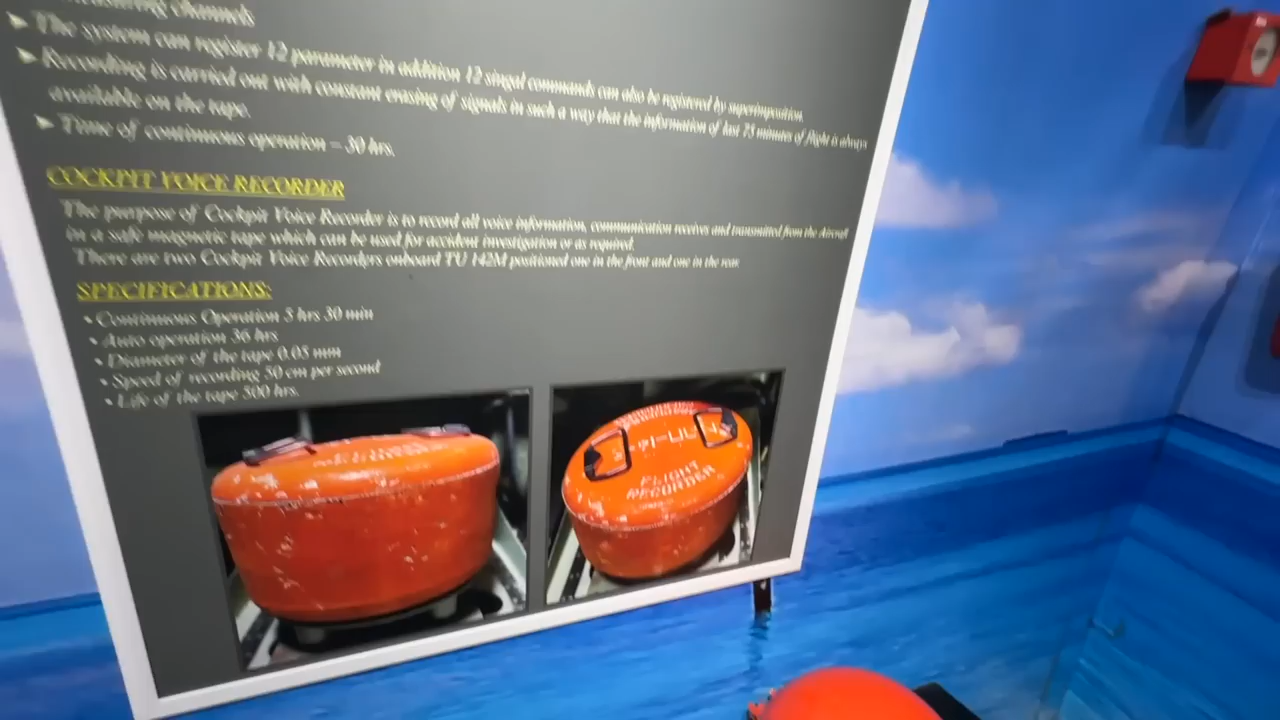 Channels
➤ The system can register 12 parameter in addition 12 singal commands can also be registered by superimposition.
➤ Recording is carried out with constant erasing of signals in such a way that the information of last 75 minutes of flight is always
available on the tape.
➤ Time of continuous operation – 30 hrs.
COCKPIT VOICE RECORDER
The purpose of Cockpit Voice Recorder is to record all voice information, communication receives and transmitted from the Aircraft
in a safe magnetic tape which can be used for accident investigation or as required.
There are two Cockpit Voice Recorders onboard TU 142M positioned one in the front and one in the rear.
SPECIFICATIONS:
• Continuous Operation 5 hrs 30 min
• Auto operation 36 hrs
• Diameter of the tape 0.05 mm
• Speed of recording 50 cm per second
• Life of the tape 500 hrs.
FLIGHT
RECORDER